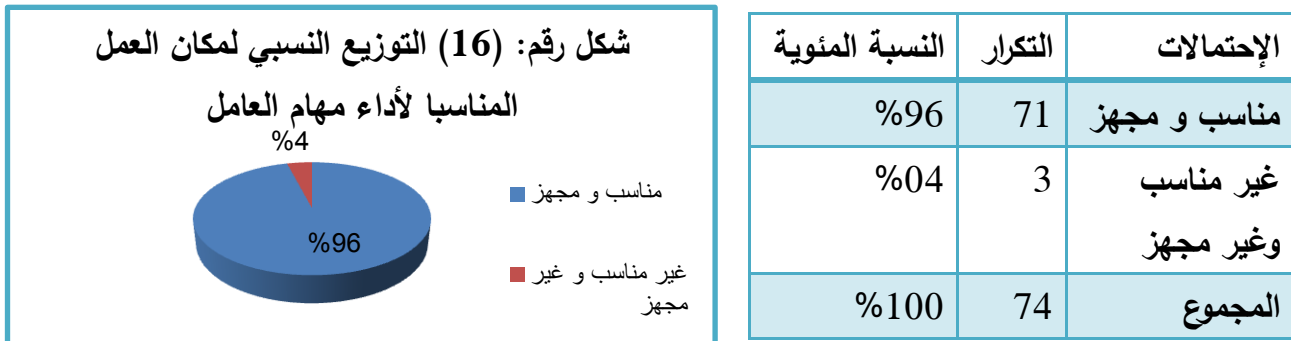 الإحتمالات التكرار النسبة المئوية
مناسب و مجهز 71 %96
غير مناسب 3 %04
وغير مجهز
المجموع 74 %100
شكل رقم: (16) التوزيع النسبي لمكان العمل
المناسبا لأداء مهام العامل
%4
%96
مناسب و مجهز
غير مناسب و غير
مجهز